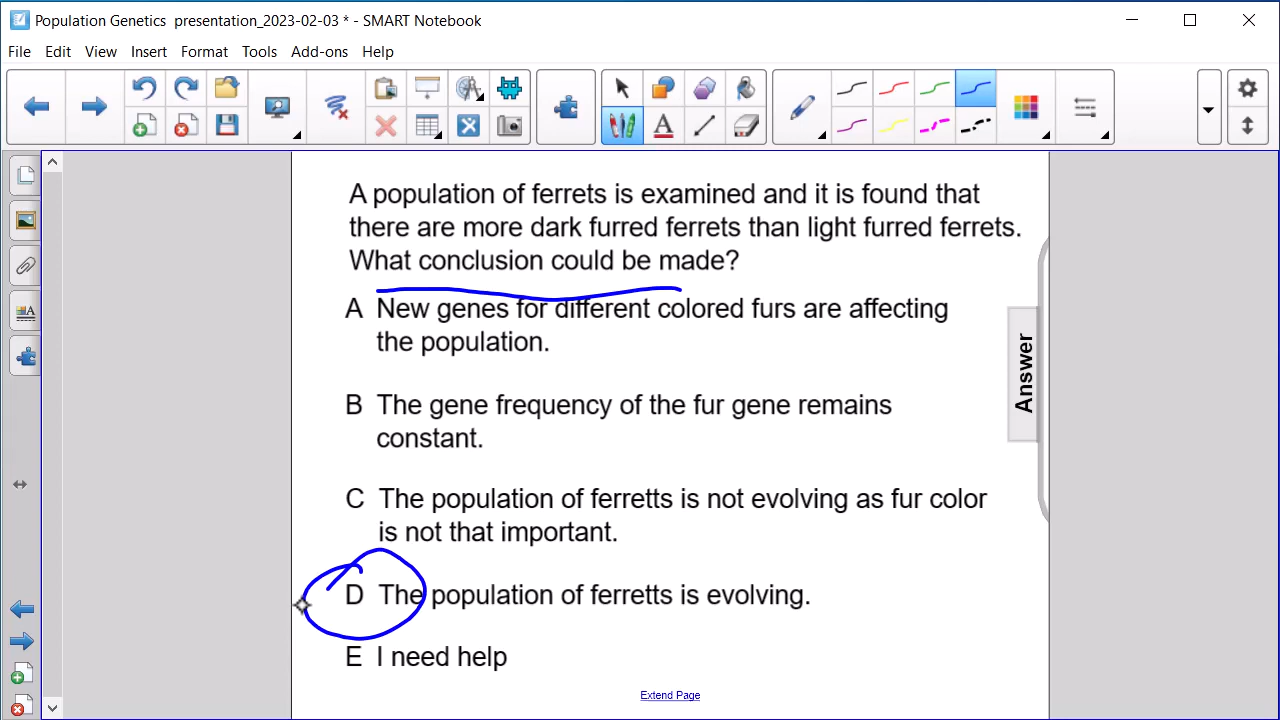 Population Genetics presentation_2023-02-03 * - SMART Notebook
File Edit View Insert Format Tools Add-ons Help
A population of ferrets is examined and it is found that
there are more dark furred ferrets than light furred ferrets.
What conclusion could be made?
A New genes for different colored furs are affecting
the population.
Answer
B The gene frequency of the fur gene remains
constant.
C The population of ferretts is not evolving as fur color
is not that important.
D The population of ferretts is evolving.
E I need help
Extend Page